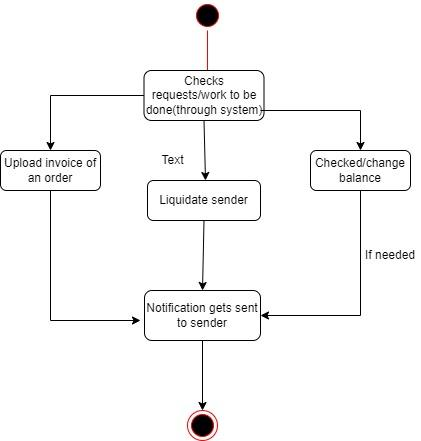 Checks
requests/work to be
done(through system)
Upload invoice of
an order
Text
Liquidate sender
Checked/change
balance
If needed
Notification gets sent
to sender